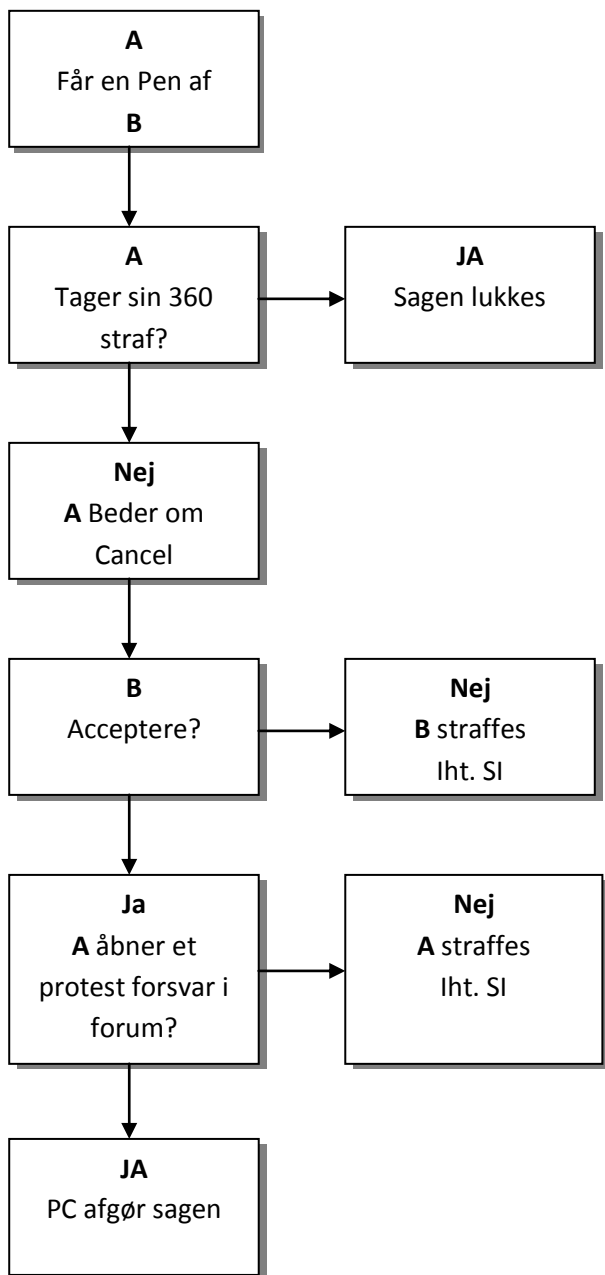 A
Får en Pen af
B
A
Tager sin 360
straf?
JA
Sagen lukkes
Nej
A Beder om
Cancel
B
Acceptere?
Nej
B straffes
Iht. SI
Ja
A åbner et
protest forsvar i
forum?
Nej
A straffes
Iht. SI
JA
PC afgør sagen